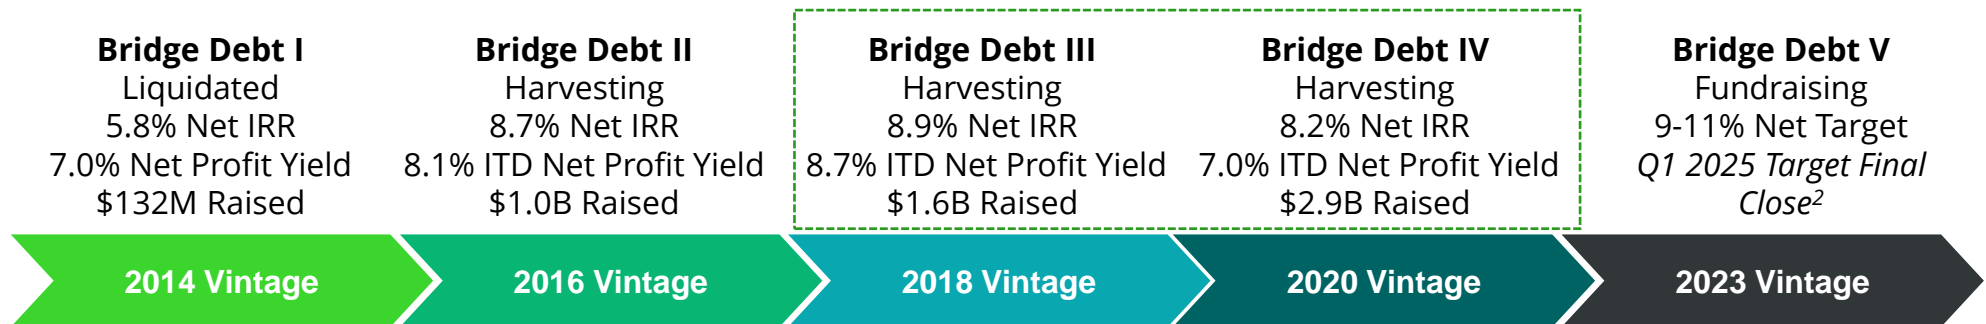 Bridge Debt I
Liquidated
5.8% Net IRR
7.0% Net Profit Yield
$132M Raised
2014 Vintage
Bridge Debt II
Harvesting
8.7% Net IRR
8.1% ITD Net Profit Yield
$1.0B Raised
2016 Vintage
Bridge Debt III
Harvesting
8.9% Net IRR
8.7% ITD Net Profit Yield
$1.6B Raised
2018 Vintage
Bridge Debt IV
Harvesting
8.2% Net IRR
7.0% ITD Net Profit Yield
$2.9B Raised
2020 Vintage
Bridge Debt V
Fundraising
9-11% Net Target
Q1 2025 Target Final
Close²
2023 Vintage